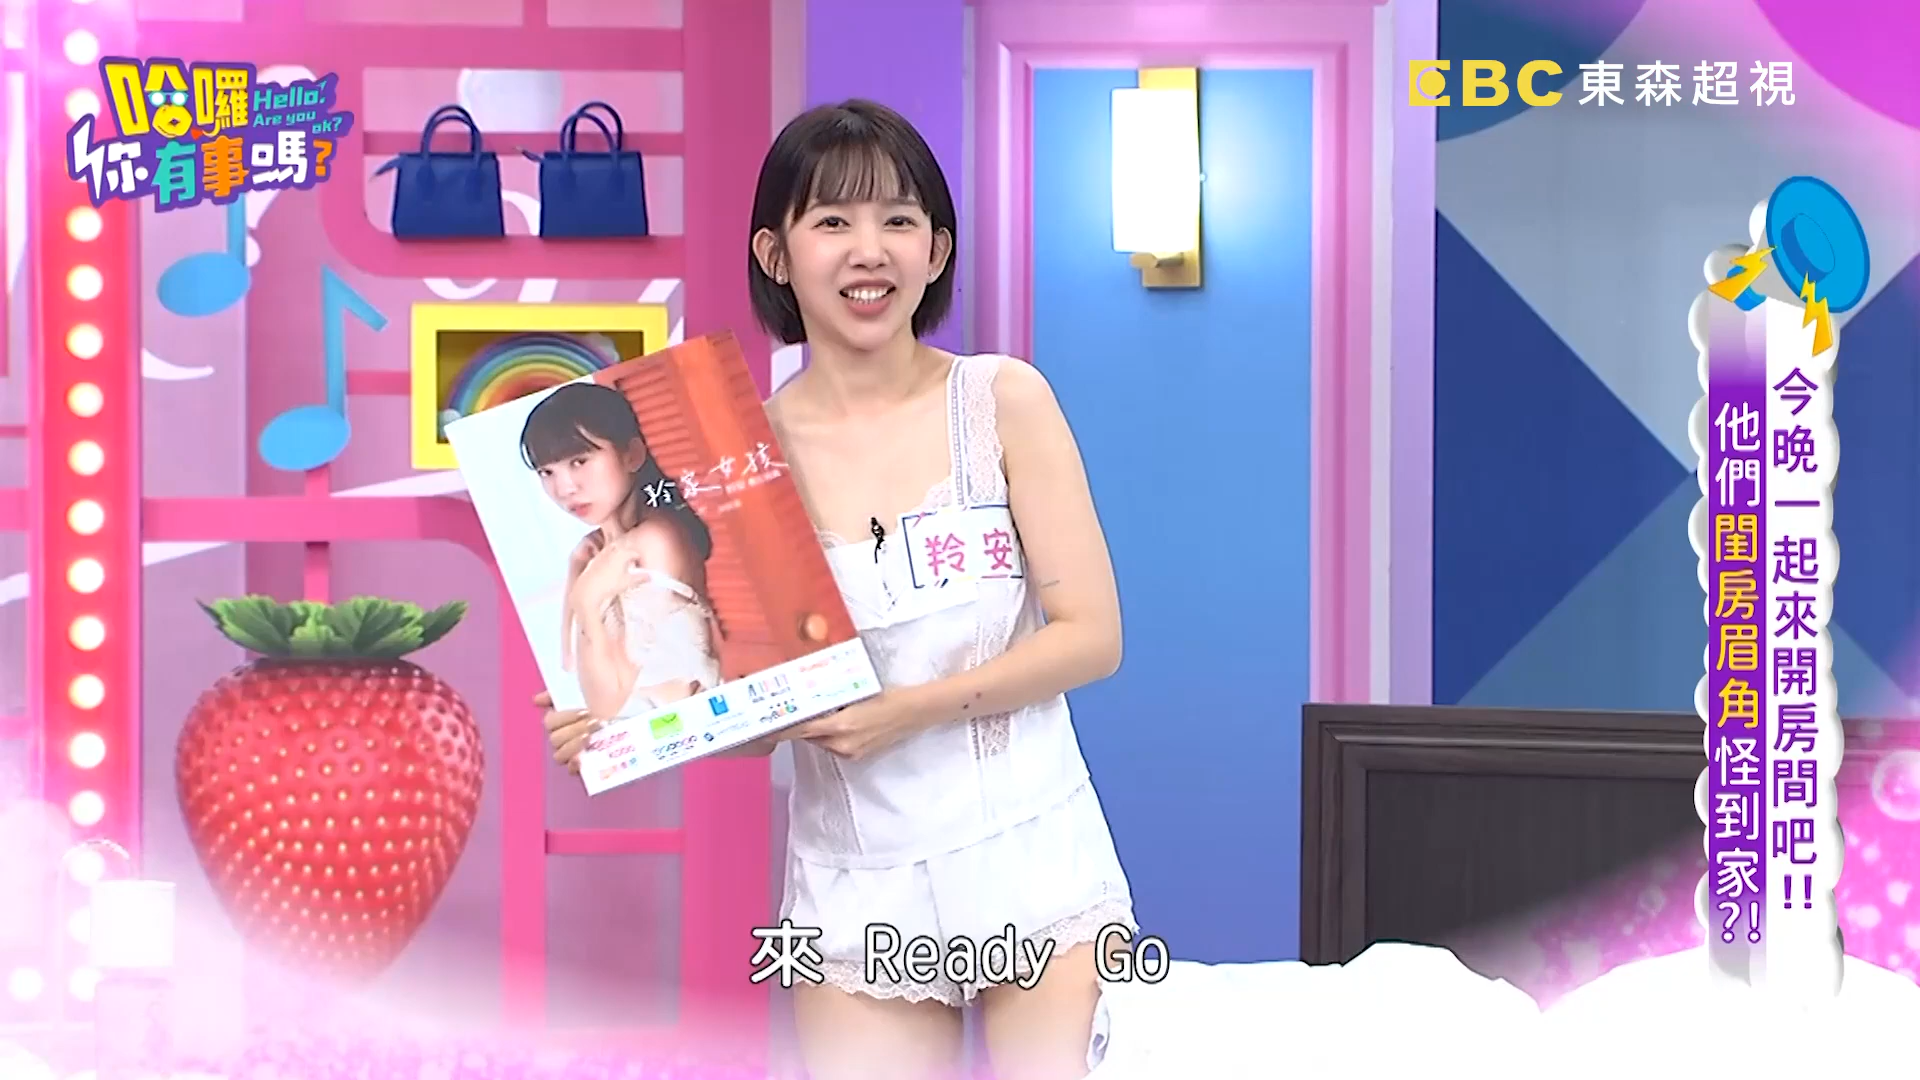 哈囉
Hello,
Are you
ok?
你有事嗎?
EBC 東森超視
今晚一起來開房間吧!!
他們閨房眉角怪到家?!
羚家女孩
羚安
來 Ready Go